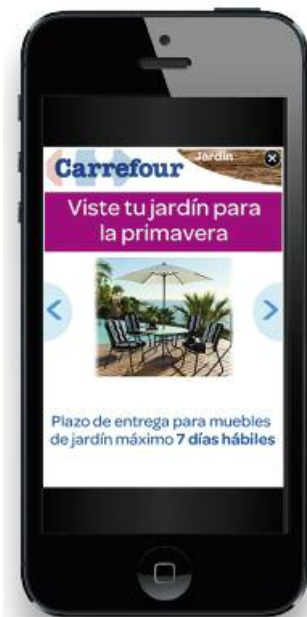 Carrefour Jardín
Viste tu jardín para
la primavera
Plazo de entrega para muebles
de jardín máximo 7 días hábiles